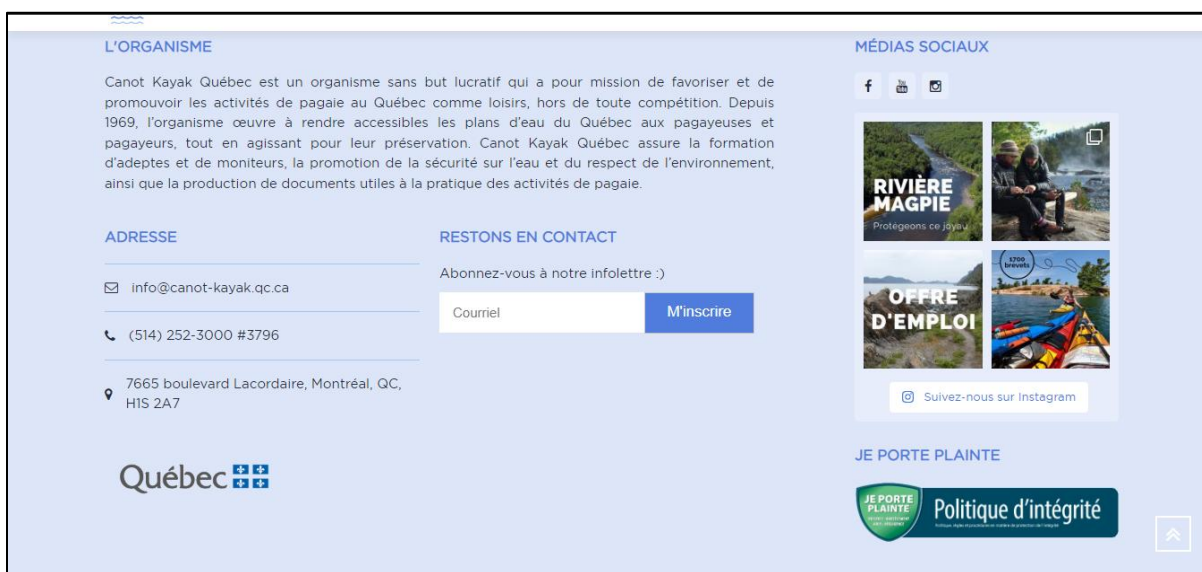 L'ORGANISME
Canot Kayak Québec est un organisme sans but lucratif qui a pour mission de favoriser et de
promouvoir les activités de pagaie au Québec comme loisirs, hors de toute compétition. Depuis
1969, l'organisme œuvre à rendre accessibles les plans d'eau du Québec aux pagayeuses et
pagayeurs, tout en agissant pour leur préservation. Canot Kayak Québec assure la formation
d'adeptes et de moniteurs, la promotion de la sécurité sur l'eau et du respect de l'environnement,
ainsi que la production de documents utiles à la pratique des activités de pagaie.
ADRESSE
info@canot-kayak.qc.ca
(514) 252-3000 #3796
7665 boulevard Lacordaire, Montréal, QC,
H1S 2A7
Québec
RESTONS EN CONTACT
Abonnez-vous à notre infolettre :)
Courriel
M'inscrire
MÉDIAS SOCIAUX
RIVIÈRE
MAGPIE
Protégeons ce joyau
OFFRE
D'EMPLOI
1700
brevets
Suivez-nous sur Instagram
JE PORTE PLAINTE
JE PORTE
PLAINTE
Politique d'intégrité